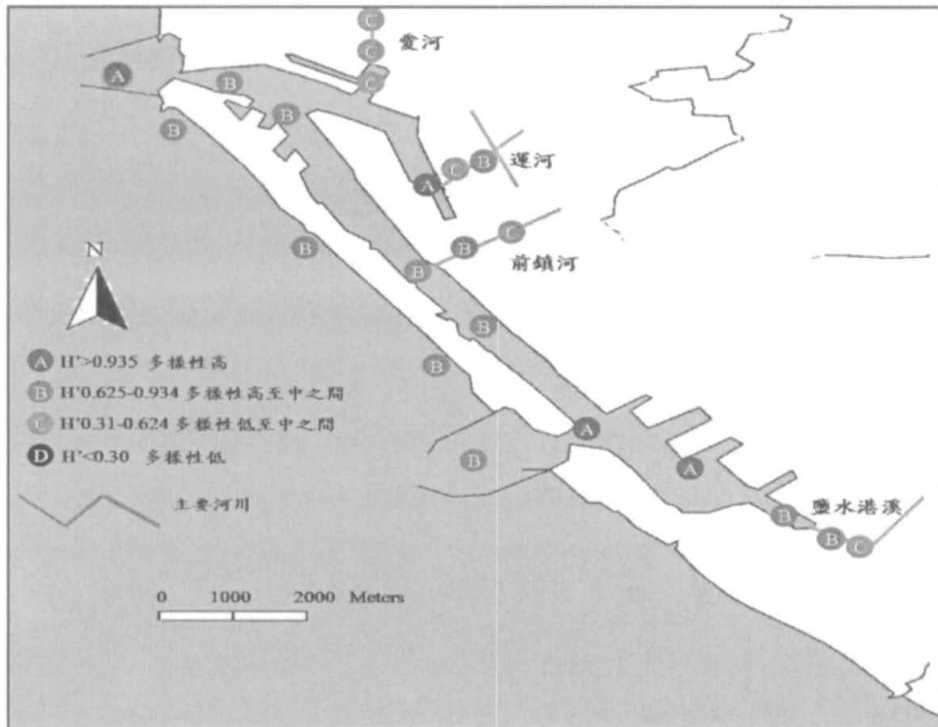 C
愛河
C
A
B
C
B
B
B
運河
C
A
B
C
B
前鎮河
B
N
B
A H'>0.935 多樣性高
B
B H'0.625-0.934 多樣性高至中之間
C H'0.31-0.624 多樣性低至中之間
A
D H'<0.30 多樣性低
B
A
主要河川
鹽水港溪
B
B
C
0 1000 2000 Meters